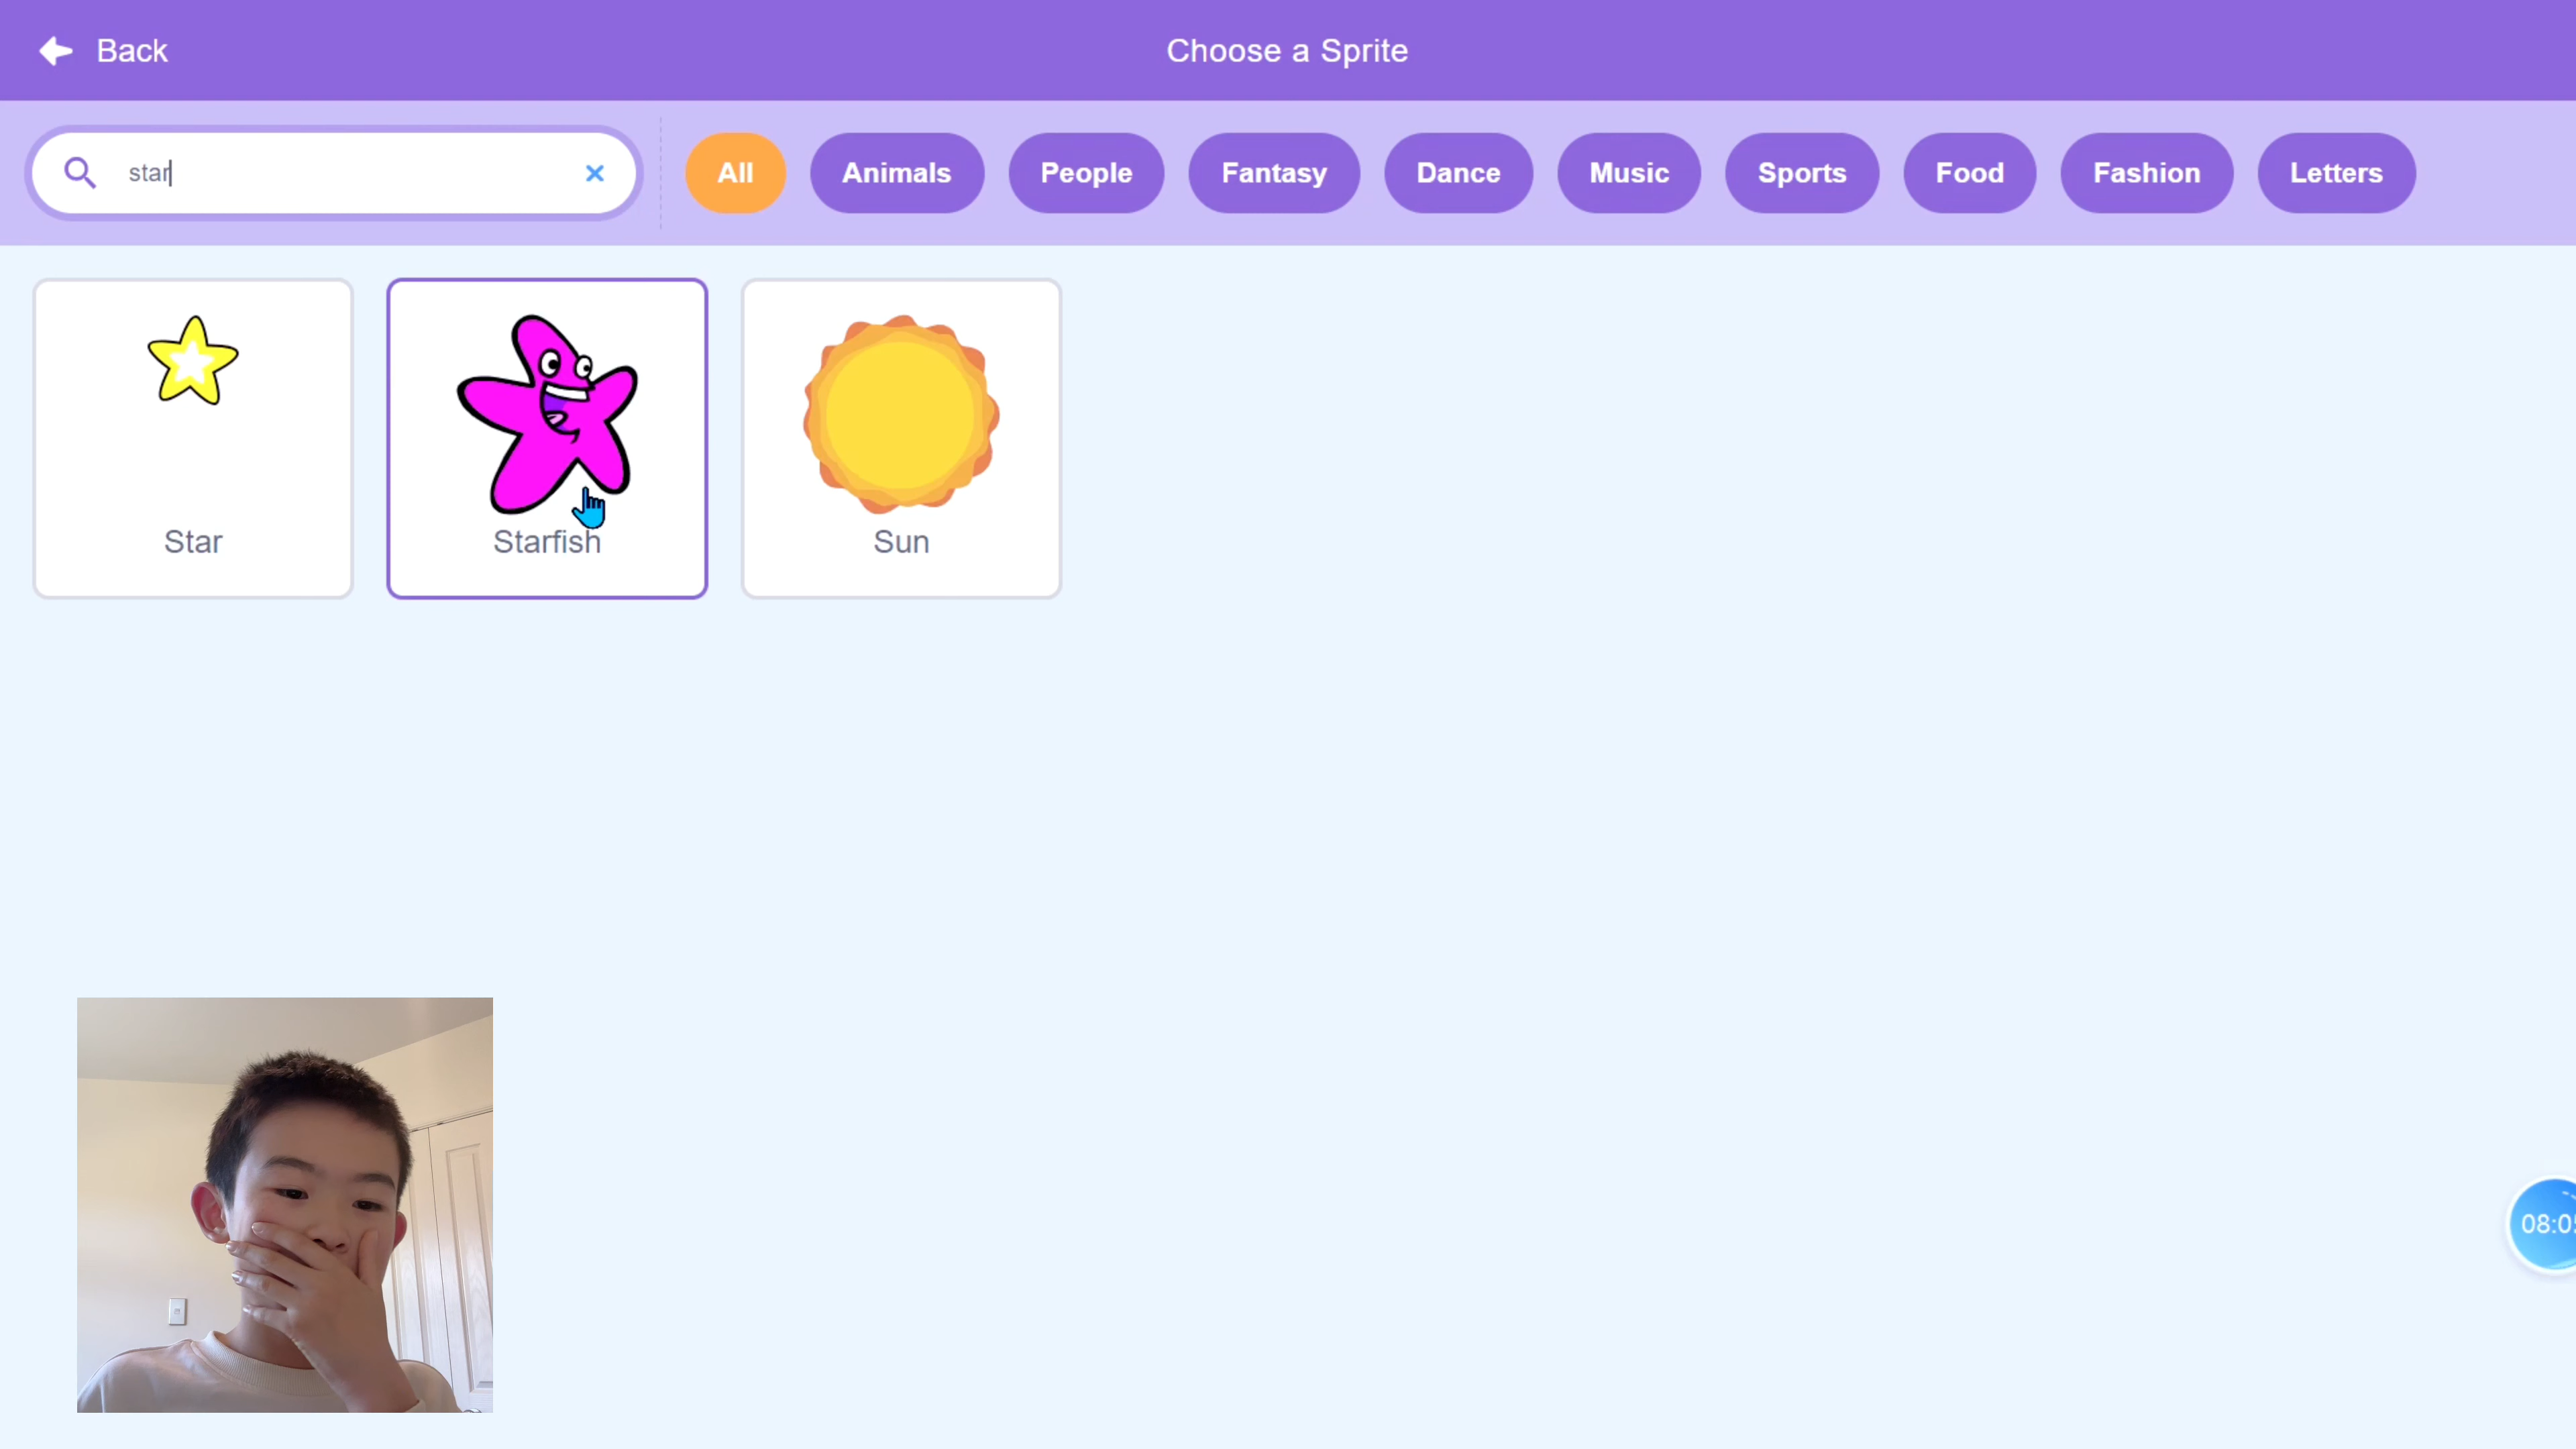 Back
Choose a Sprite
star
All
Animals
People
Fantasy
Dance
Music
Sports
Food
Fashion
Letters
Star
Starfish
Sun